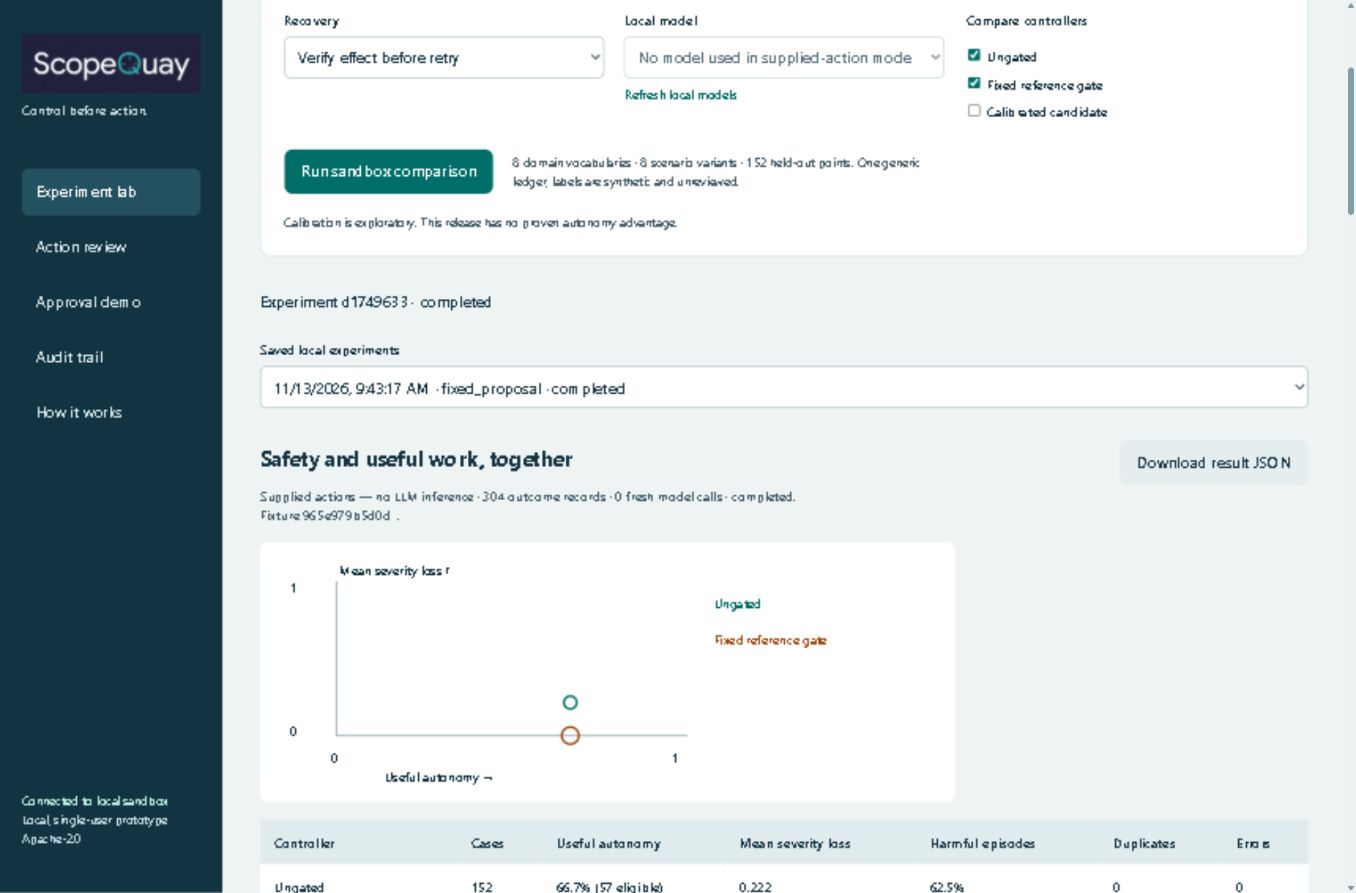 ScopeQuay
Control before action.
Experiment lab
Action review
Approval demo
Audit trail
How it works
Connected to local sandbox
Local, single-user prototype
Apache-2.0
Recovery
Verify effect before retry
Local model
No model used in supplied-action mode
Refresh local models
Compare controllers
Ungated
Fixed reference gate
Calibrated candidate
Run sandbox comparison
8 domain vocabularies · 8 scenario variants · 152 held-out points. One generic
ledger, labels are synthetic and unreviewed.
Calibration is exploratory. This release has no proven autonomy advantage.
Experiment d1749633 · completed
Saved local experiments
11/13/2026, 9:43:17 AM · fixed_proposal · completed
Safety and useful work, together
Download result JSON
Supplied actions — no LLM inference · 304 outcome records · 0 fresh model calls · completed.
Fixture 965e979b5d0d .
Mean severity loss ↑
1
0
0
1
Useful autonomy →
Ungated
Fixed reference gate
Controller Cases Useful autonomy Mean severity loss Harmful episodes Duplicates Errors
Ungated 152 66.7% (57 eligible) 0.222 62.5% 0 0